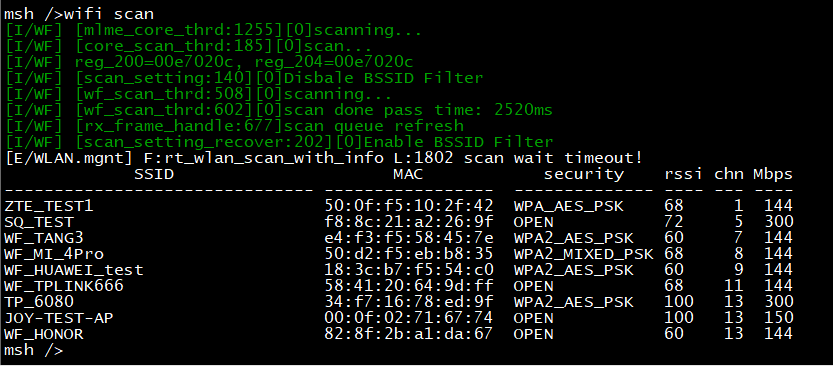 msh />wifi scan
[I/WF] [mlme_core_thrd:1255][0]scanning...
[I/WF] [core_scan_thrd:185][0]scan...
[I/WF] reg_200=00e7020c, reg_204=00e7020c
[I/WF] [scan_setting:140][0]Disbale BSSID Filter
[I/WF] [wf_scan_thrd:508][0]scanning...
[I/WF] [wf_scan_thrd:602][0]scan done pass time: 2520ms
[I/WF] [rx_frame_handle:677]scan queue refresh
[I/WF] [scan_setting_recover:202][0]Enable BSSID Filter
[E/WLAN.mgnt] F:rt_wlan_scan_with_info L:1802 scan wait timeout!
SSID MAC security rssi chn Mbps
------------------------------- ----------------- -------------- ---- --- ----
ZTE_TEST1 50:0f:f5:10:2f:42 WPA_AES_PSK 68 1 144
SQ_TEST f8:8c:21:a2:26:9f OPEN 72 5 300
WF_TANG3 e4:f3:f5:58:45:7e WPA2_AES_PSK 60 7 144
WF_MI_4Pro 50:d2:f5:eb:b8:35 WPA2_MIXED_PSK 68 8 144
WF_HUAWEI_test 18:3c:b7:f5:54:c0 WPA2_AES_PSK 60 9 144
WF_TPLINK666 58:41:20:64:9d:ff OPEN 68 11 144
TP_6080 34:f7:16:78:ed:9f WPA2_AES_PSK 100 13 300
JOY-TEST-AP 00:0f:02:71:67:74 OPEN 100 13 150
WF_HONOR 82:8f:2b:a1:da:67 OPEN 60 13 144
msh />